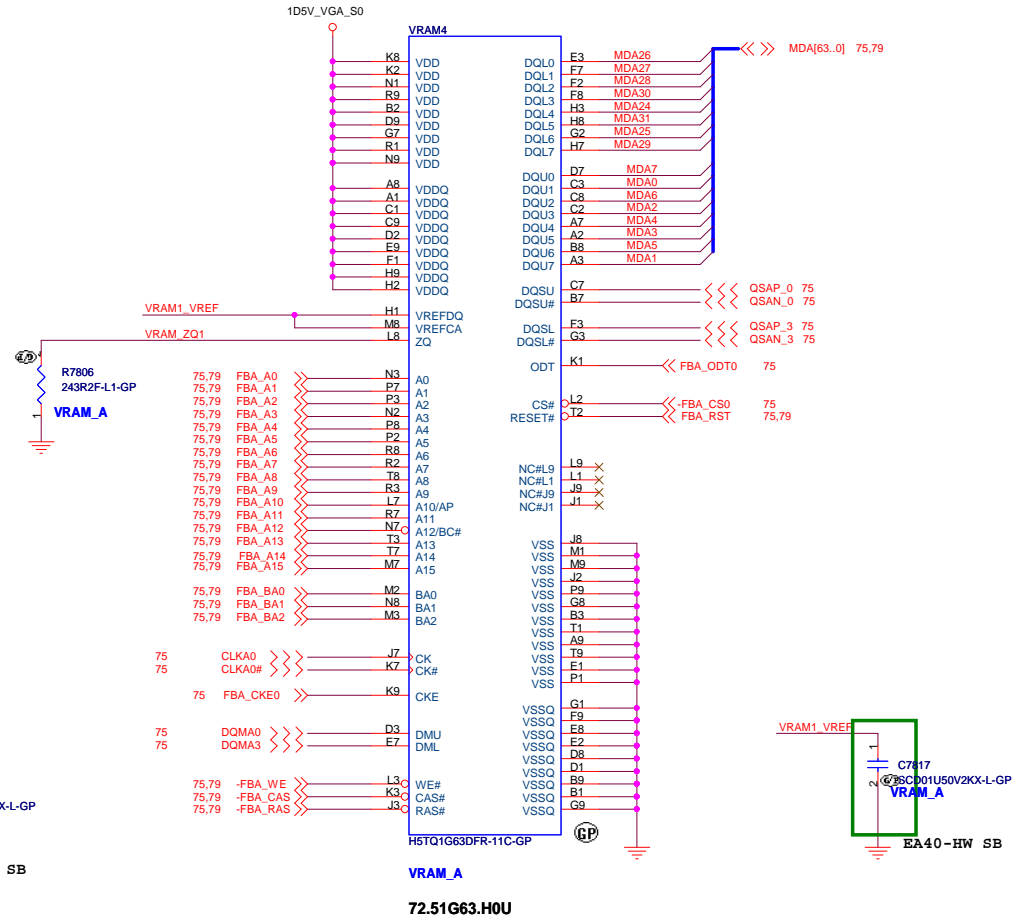 1D5V_VGA_S0
VRAM4
K8 VDD
K2 VDD
N1 VDD
R9 VDD
B2 VDD
D9 VDD
G7 VDD
R1 VDD
N9 VDD
A8 VDDQ
A1 VDDQ
C1 VDDQ
C9 VDDQ
D2 VDDQ
E9 VDDQ
F1 VDDQ
H9 VDDQ
H2 VDDQ
VRAM1_VREF H1 VREFDQ
M8 VREFCA
VRAM_ZQ1 L8 ZQ
R7806
243R2F-L1-GP
VRAM_A
1
75,79 FBA_A0 N3 A0
75,79 FBA_A1 P7 A1
75,79 FBA_A2 P3 A2
75,79 FBA_A3 N2 A3
75,79 FBA_A4 P8 A4
75,79 FBA_A5 P2 A5
75,79 FBA_A6 R8 A6
75,79 FBA_A7 R2 A7
75,79 FBA_A8 T8 A8
75,79 FBA_A9 R3 A9
75,79 FBA_A10 L7 A10/AP
75,79 FBA_A11 R7 A11
75,79 FBA_A12 N7 A12/BC#
75,79 FBA_A13 T3 A13
75,79 FBA_A14 T7 A14
75,79 FBA_A15 M7 A15
75,79 FBA_BA0 M2 BA0
75,79 FBA_BA1 N8 BA1
75,79 FBA_BA2 M3 BA2
75 CLKA0 J7 CK
75 CLKA0# K7 CK#
75 FBA_CKE0 K9 CKE
75 DQMA0 D3 DMU
75 DQMA3 E7 DML
75,79 -FBA_WE L3 WE#
75,79 -FBA_CAS K3 CAS#
75,79 -FBA_RAS J3 RAS#
DQL0 E3 MDA26
DQL1 F7 MDA27
DQL2 F2 MDA28
DQL3 F8 MDA30
DQL4 H3 MDA24
DQL5 H8 MDA31
DQL6 G2 MDA25
DQL7 H7 MDA29
MDA[63..0] 75,79
DQU0 D7 MDA7
DQU1 C3 MDA0
DQU2 C8 MDA6
DQU3 C2 MDA2
DQU4 A7 MDA4
DQU5 A2 MDA3
DQU6 B8 MDA5
DQU7 A3 MDA1
DQSU C7 QSAP_0 75
DQSU# B7 QSAN_0 75
DQSL F3 QSAP_3 75
DQSL# G3 QSAN_3 75
ODT K1 FBA_ODT0 75
CS# L2 -FBA_CS0 75
RESET# T2 FBA_RST 75,79
NC#L9 L9
NC#L1 L1
NC#J9 J9
NC#J1 J1
VSS J8
VSS M1
VSS M9
VSS J2
VSS P9
VSS G8
VSS B3
VSS T1
VSS A9
VSS T9
VSS E1
VSS P1
VSSQ G1
VSSQ F9
VSSQ E8
VSSQ E2
VSSQ D8
VSSQ D1
VSSQ B9
VSSQ B1
VSSQ G9
GP
H5TQ1G63DFR-11C-GP
VRAM_A
72.51G63.H0U
VRAM1_VREF
1
C7817
2 SCD01U50V2KX-L-GP
VRAM_A
EA40-HW SB
X-L-GP
SB